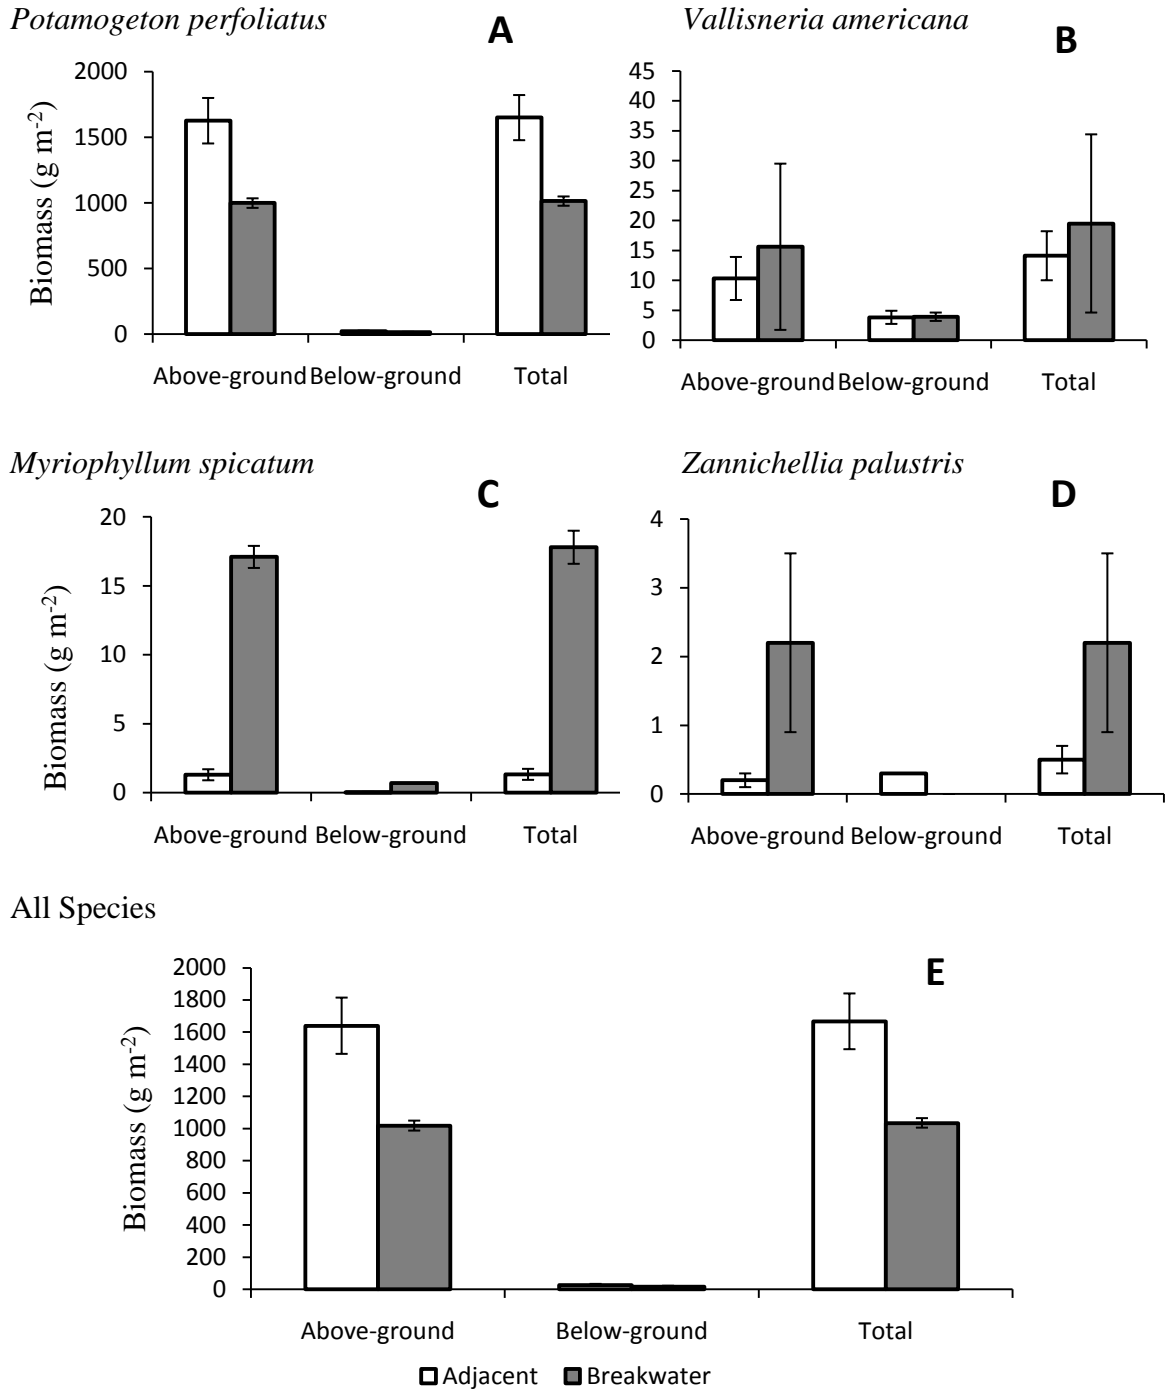 Potamogeton perfoliatus
A
Biomass (g m-2)
2000
1500
1000
500
0
Above-ground Below-ground Total
Vallisneria americana
B
45
40
35
30
25
20
15
10
5
0
Above-ground Below-ground Total
Myriophyllum spicatum
C
Biomass (g m-2)
20
15
10
5
0
Above-ground Below-ground Total
Zannichellia palustris
D
4
3
2
1
0
Above-ground Below-ground Total
All Species
E
Biomass (g m-2)
2000
1800
1600
1400
1200
1000
800
600
400
200
0
Above-ground Below-ground Total
Adjacent Breakwater